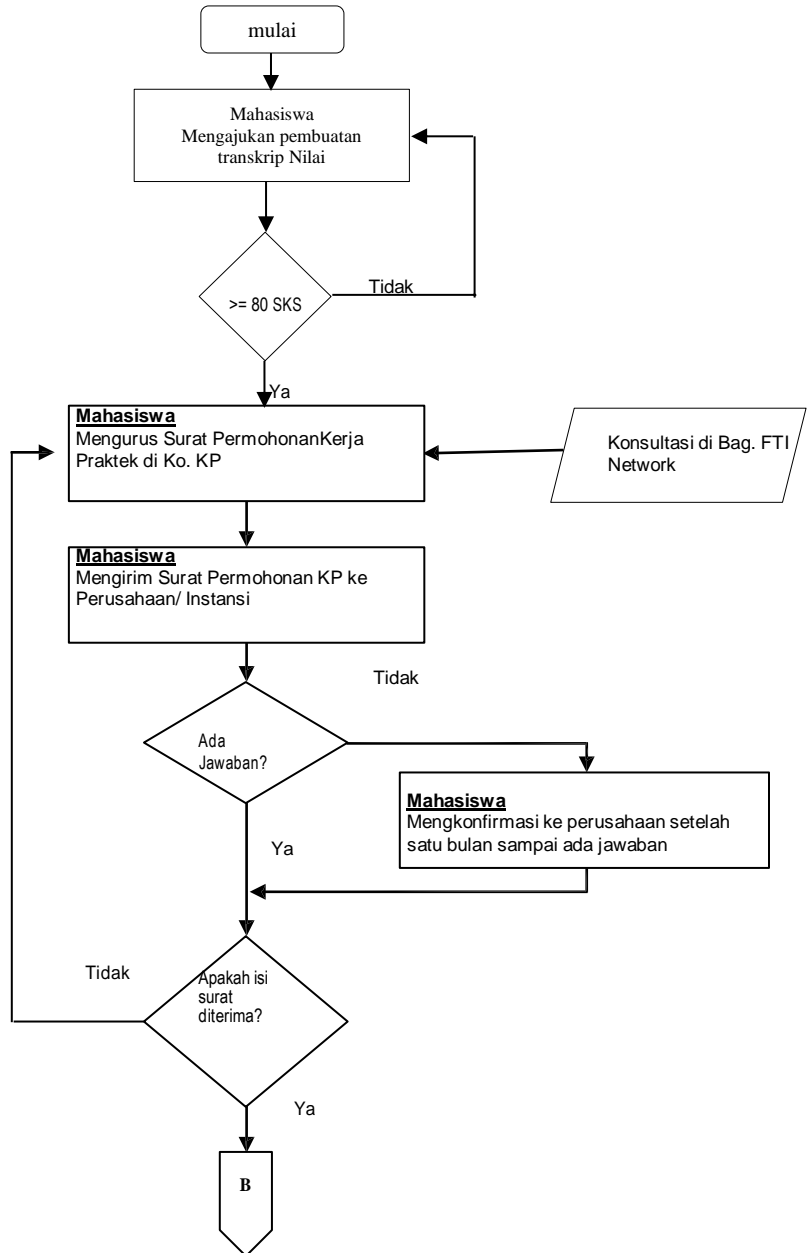 mulai
Mahasiswa
Mengajukan pembuatan
transkrip Nilai
Tidak
>= 80 SKS
Ya
Mahasiswa
Mengurus Surat PermohonanKerja
Praktek di Ko. KP
Konsultasi di Bag. FTI
Network
Mahasiswa
Mengirim Surat Permohonan KP ke
Perusahaan/ Instansi
Tidak
Ada
Jawaban?
Mahasiswa
Mengkonfirmasi ke perusahaan setelah
satu bulan sampai ada jawaban
Ya
Tidak
Apakah isi
surat
diterima?
Ya
B